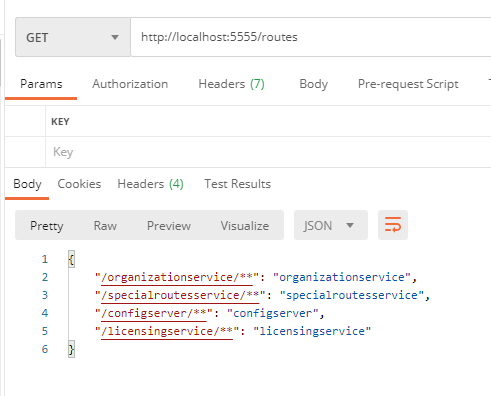 GET http://localhost:5555/routes
Params Authorization Headers (7) Body Pre-request Script
KEY
Key
Body Cookies Headers (4) Test Results
Pretty Raw Preview Visualize JSON
1 {
2 "/organizationservice/**": "organizationservice",
3 "/specialroutesservice/**": "specialroutesservice",
4 "/configserver/**": "configserver",
5 "/licensingservice/**": "licensingservice"
6 }